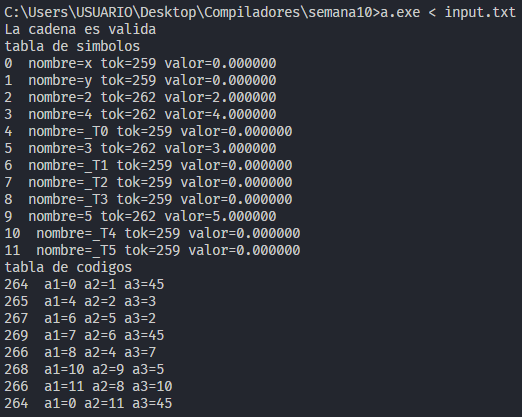 C:\Users\USUARIO\Desktop\Compiladores\semana10>a.exe < input.txt
La cadena es valida
tabla de simbolos
0  nombre=x tok=259 valor=0.000000
1  nombre=y tok=259 valor=0.000000
2  nombre=2 tok=262 valor=2.000000
3  nombre=4 tok=262 valor=4.000000
4  nombre=_T0 tok=259 valor=0.000000
5  nombre=3 tok=262 valor=3.000000
6  nombre=_T1 tok=259 valor=0.000000
7  nombre=_T2 tok=259 valor=0.000000
8  nombre=_T3 tok=259 valor=0.000000
9  nombre=5 tok=262 valor=5.000000
10  nombre=_T4 tok=259 valor=0.000000
11  nombre=_T5 tok=259 valor=0.000000
tabla de codigos
264  a1=0 a2=1 a3=45
265  a1=4 a2=2 a3=3
267  a1=6 a2=5 a3=2
269  a1=7 a2=6 a3=45
266  a1=8 a2=4 a3=7
268  a1=10 a2=9 a3=5
266  a1=11 a2=8 a3=10
264  a1=0 a2=11 a3=45